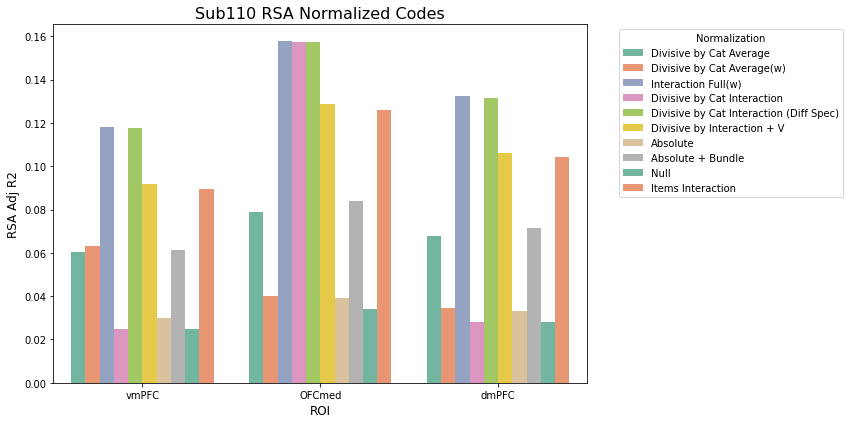 Sub110 RSA Normalized Codes
RSA Adj R2
0.16
0.14
0.12
0.10
0.08
0.06
0.04
0.02
0.00
vmPFC
OFCmed
dmPFC
ROI
Normalization
Divisive by Cat Average
Divisive by Cat Average(w)
Interaction Full(w)
Divisive by Cat Interaction
Divisive by Cat Interaction (Diff Spec)
Divisive by Interaction + V
Absolute
Absolute + Bundle
Null
Items Interaction